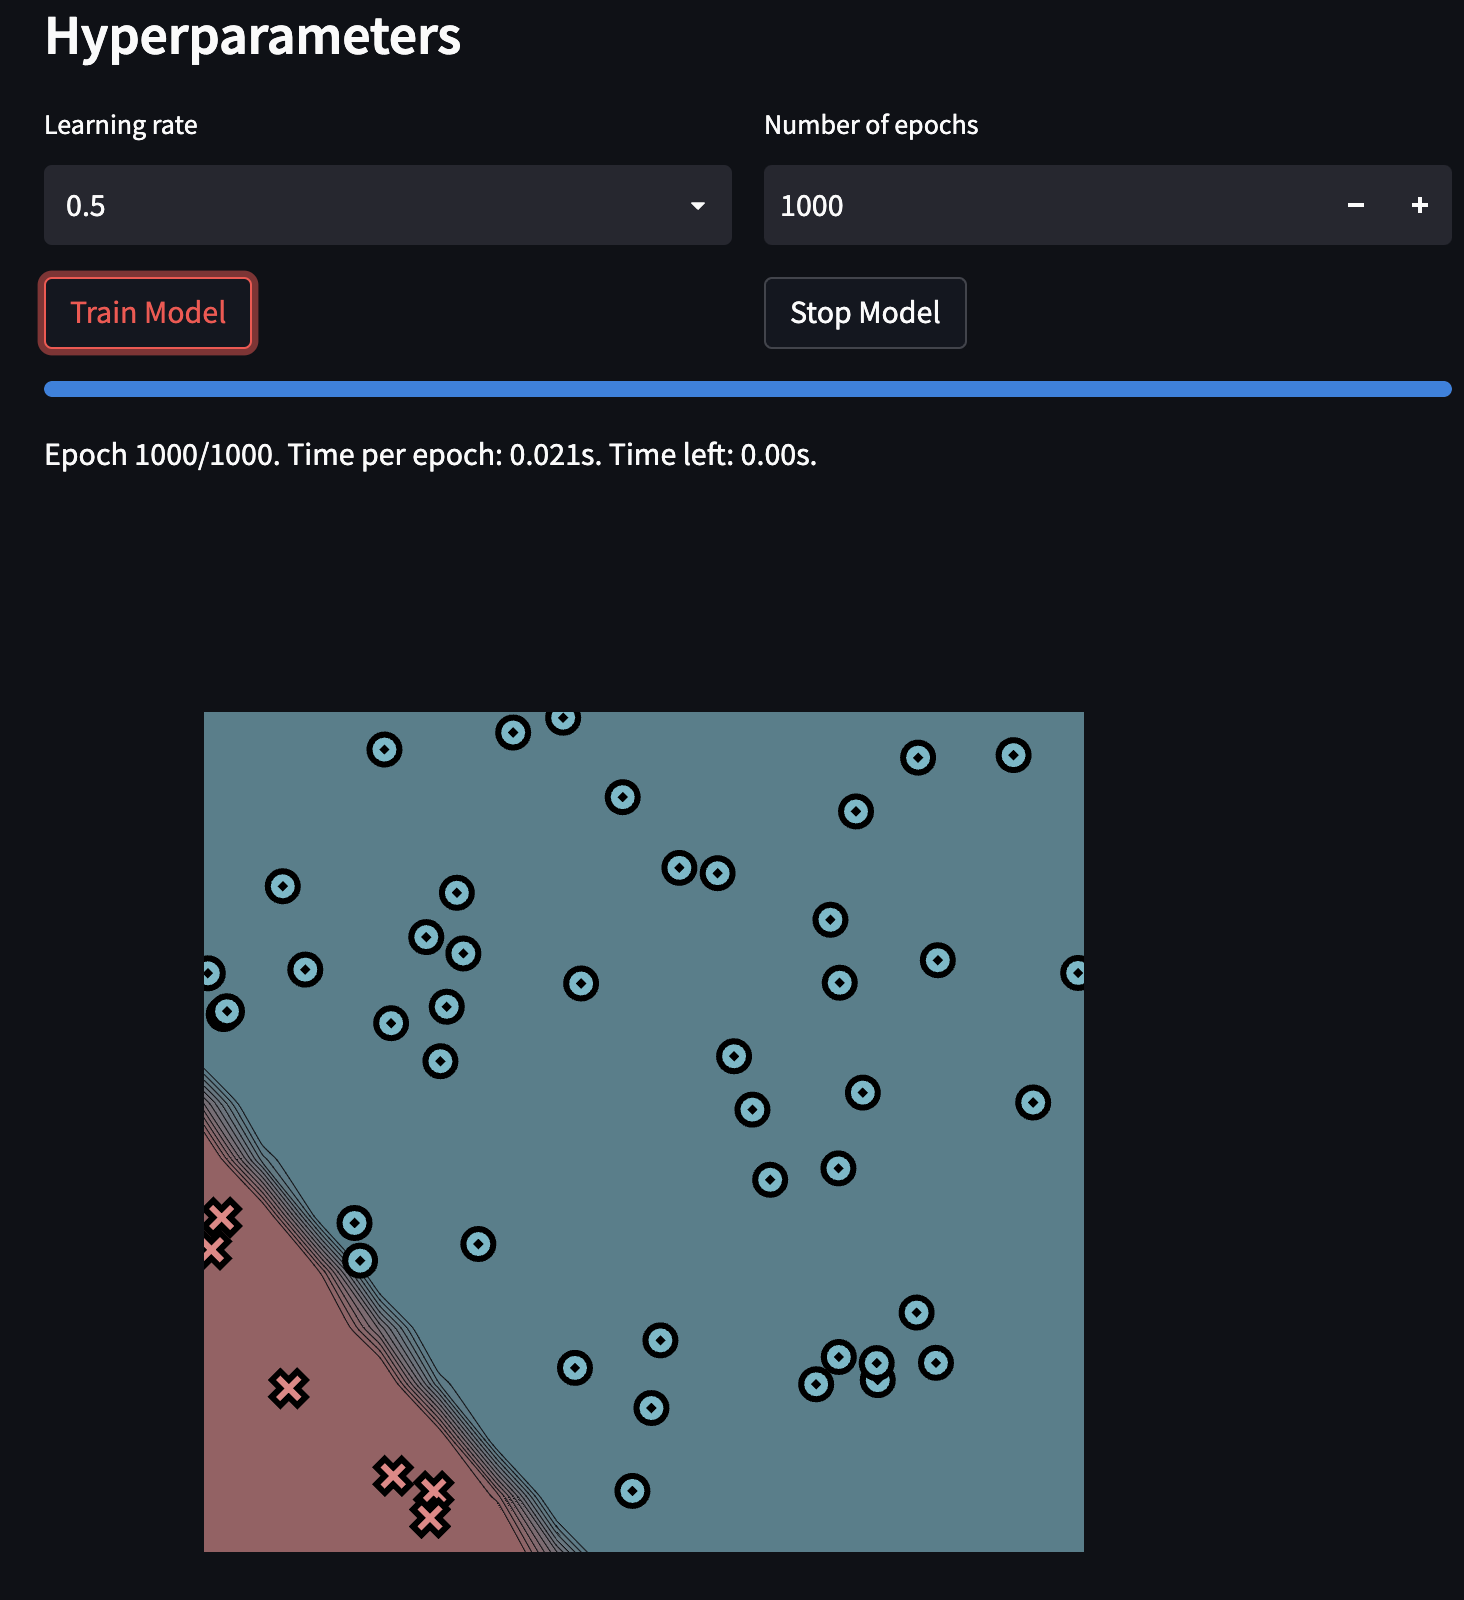 Hyperparameters
Learning rate
Number of epochs
0.5
1000
Train Model
Stop Model
Epoch 1000/1000. Time per epoch: 0.021s. Time left: 0.00s.